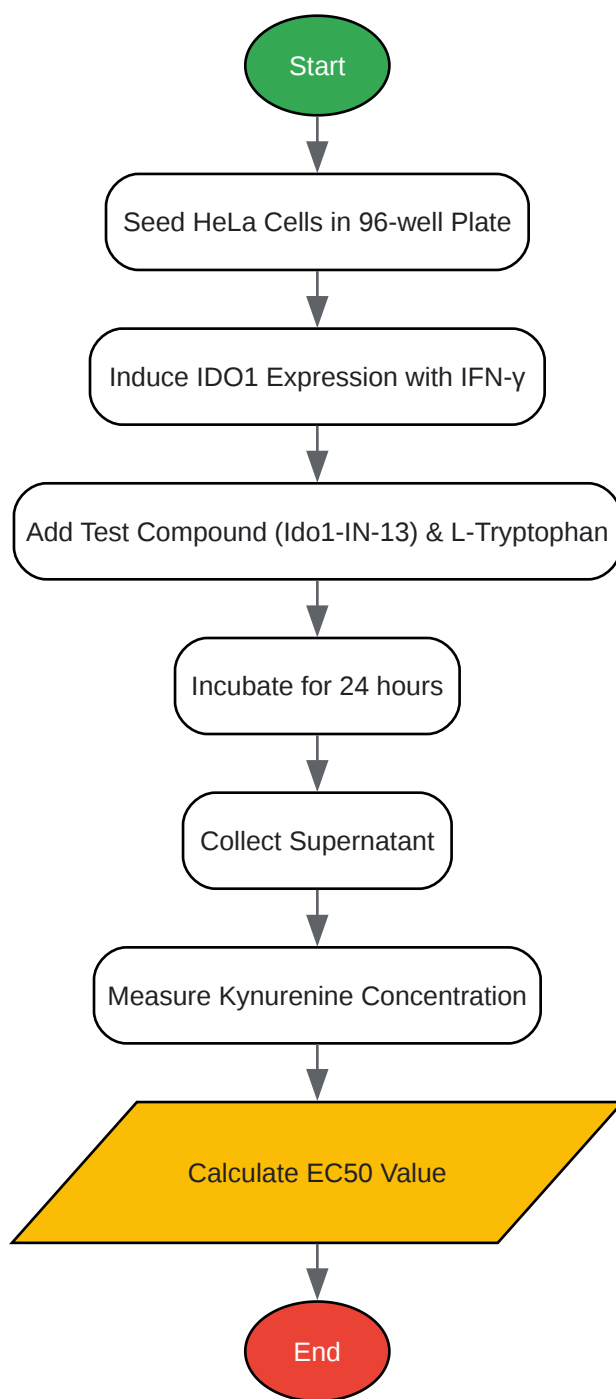 Start
Seed HeLa Cells in 96-well Plate
Induce IDO1 Expression with IFN-γ
Add Test Compound (Ido1-IN-13) & L-Tryptophan
Incubate for 24 hours
Collect Supernatant
Measure Kynurenine Concentration
Calculate EC50 Value
End